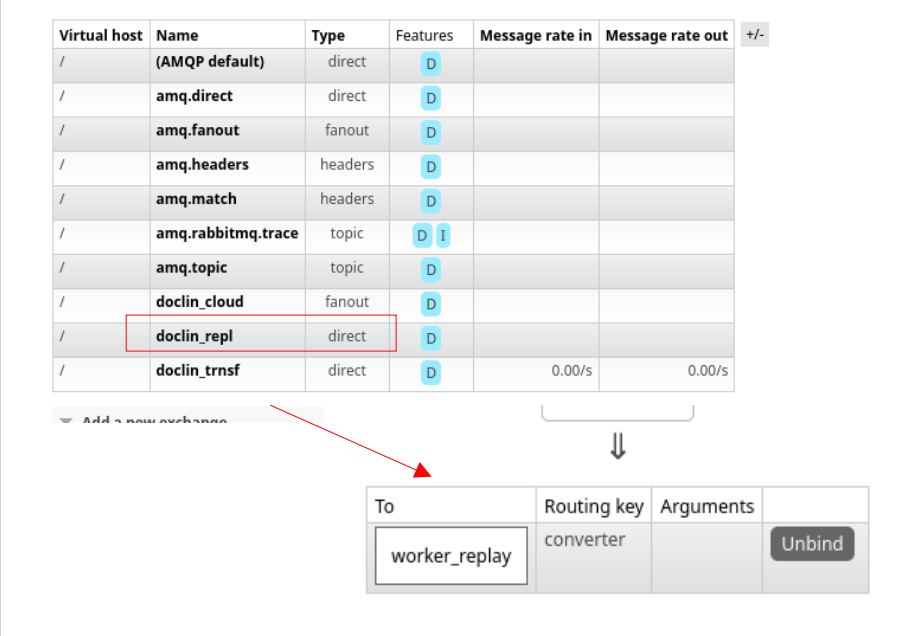 Virtual host Name Type Features Message rate in Message rate out +/-
/ (AMQP default) direct D
/ amq.direct direct D
/ amq.fanout fanout D
/ amq.headers headers D
/ amq.match headers D
/ amq.rabbitmq.trace topic D I
/ amq.topic topic D
/ doclin_cloud fanout D
/ doclin_repl direct D
/ doclin_trnsf direct D 0.00/s 0.00/s
Add a new exchange
To Routing key Arguments
worker_replay converter Unbind